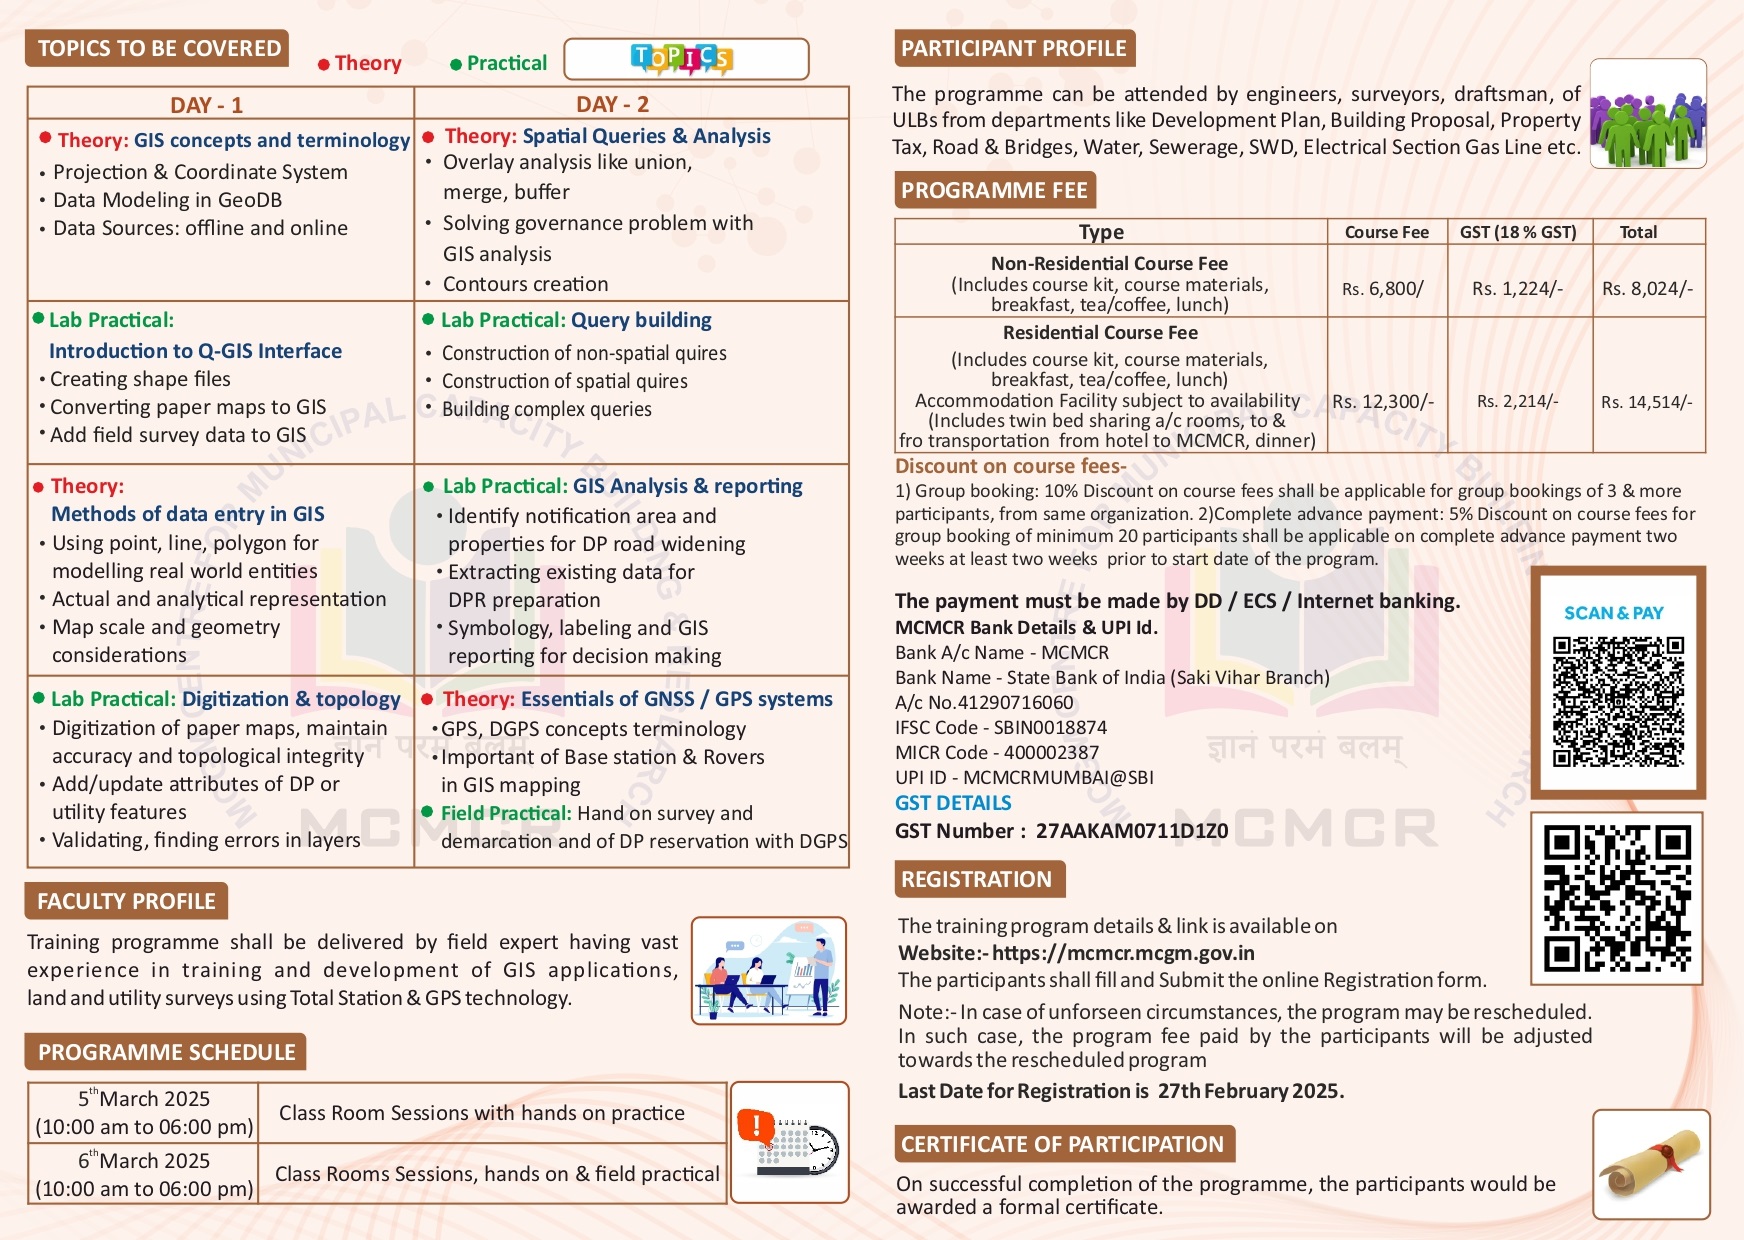 TOPICS TO BE COVERED
Theory
Practical
TOPICS
DAY - 1
Theory: GIS concepts and terminology
• Projection & Coordinate System
• Data Modeling in GeoDB
• Data Sources: offline and online
Lab Practical:
Introduction to Q-GIS Interface
• Creating shape files
• Converting paper maps to GIS
• Add field survey data to GIS
Theory:
Methods of data entry in GIS
• Using point, line, polygon for
modelling real world entities
• Actual and analytical representation
• Map scale and geometry
considerations
Lab Practical: Digitization & topology
• Digitization of paper maps, maintain
accuracy and topological integrity
• Add/update attributes of DP or
utility features
• Validating, finding errors in layers
DAY - 2
Theory: Spatial Queries & Analysis
• Overlay analysis like union,
merge, buffer
• Solving governance problem with
GIS analysis
• Contours creation
Lab Practical: Query building
• Construction of non-spatial quires
• Construction of spatial quires
• Building complex queries
Lab Practical: GIS Analysis & reporting
• Identify notification area and
properties for DP road widening
• Extracting existing data for
DPR preparation
• Symbology, labeling and GIS
reporting for decision making
Theory: Essentials of GNSS / GPS systems
• GPS, DGPS concepts terminology
• Important of Base station & Rovers
in GIS mapping
Field Practical: Hand on survey and
demarcation and of DP reservation with DGPS
ज्ञानं परमं बलम्
MCMCR
FACULTY PROFILE
Training programme shall be delivered by field expert having vast
experience in training and development of GIS applications,
land and utility surveys using Total Station & GPS technology.
PROGRAMME SCHEDULE
5th March 2025
(10:00 am to 06:00 pm)
Class Room Sessions with hands on practice
6th March 2025
(10:00 am to 06:00 pm)
Class Rooms Sessions, hands on & field practical
PARTICIPANT PROFILE
The programme can be attended by engineers, surveyors, draftsman, of
ULBs from departments like Development Plan, Building Proposal, Property
Tax, Road & Bridges, Water, Sewerage, SWD, Electrical Section Gas Line etc.
PROGRAMME FEE
Type Course Fee GST (18 % GST) Total
Non-Residential Course Fee
(Includes course kit, course materials,
breakfast, tea/coffee, lunch)
Rs. 6,800/ Rs. 1,224/- Rs. 8,024/-
Residential Course Fee
(Includes course kit, course materials,
breakfast, tea/coffee, lunch)
Accommodation Facility subject to availability
(Includes twin bed sharing a/c rooms, to &
fro transportation from hotel to MCMCR, dinner)
Rs. 12,300/- Rs. 2,214/- Rs. 14,514/-
Discount on course fees-
1) Group booking: 10% Discount on course fees shall be applicable for group bookings of 3 & more
participants, from same organization. 2)Complete advance payment: 5% Discount on course fees for
group booking of minimum 20 participants shall be applicable on complete advance payment two
weeks at least two weeks prior to start date of the program.
The payment must be made by DD / ECS / Internet banking.
MCMCR Bank Details & UPI Id.
Bank A/c Name - MCMCR
Bank Name - State Bank of India (Saki Vihar Branch)
A/c No.41290716060
IFSC Code - SBIN0018874
MICR Code - 400002387
UPI ID - MCMCRMUMBAI@SBI
GST DETAILS
GST Number : 27AAKAM0711D1Z0
SCAN & PAY
ज्ञानं परमं बलम्
MCMCR
REGISTRATION
The training program details & link is available on
Website:- https://mcmcr.mcgm.gov.in
The participants shall fill and Submit the online Registration form.
Note:- In case of unforseen circumstances, the program may be rescheduled.
In such case, the program fee paid by the participants will be adjusted
towards the rescheduled program
Last Date for Registration is 27th February 2025.
CERTIFICATE OF PARTICIPATION
On successful completion of the programme, the participants would be
awarded a formal certificate.